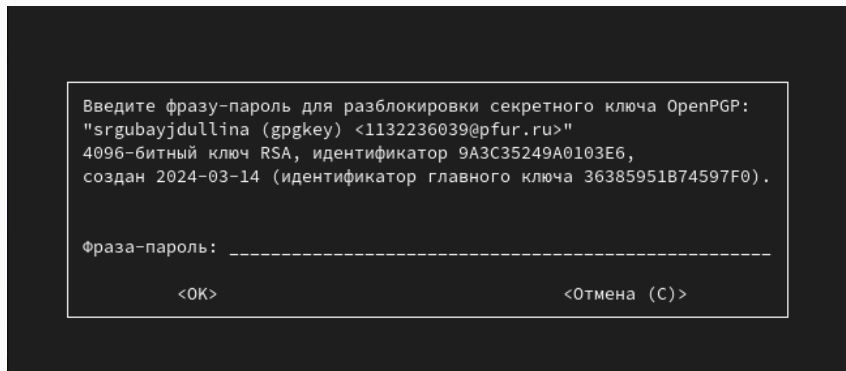 Введите фразу-пароль для разблокировки секретного ключа OpenPGP:
"srgubayjdullina (gpgkey) <1132236039@pfur.ru>"
4096-битный ключ RSA, идентификатор 9A3C35249A0103E6,
создан 2024-03-14 (идентификатор главного ключа 36385951B74597F0).
Фраза-пароль: ____________________________________________________
<OK> <Отмена (C)>